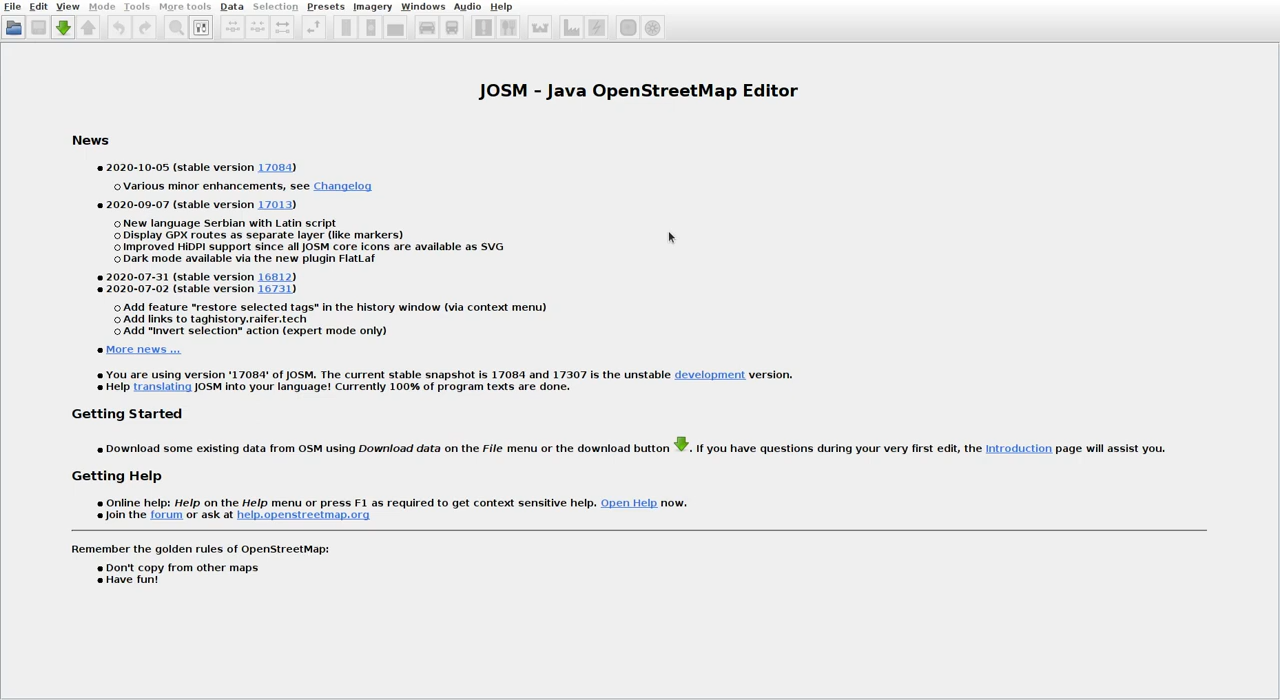 File Edit View Mode Tools More tools Data Selection Presets Imagery Windows Audio Help
JOSM – Java OpenStreetMap Editor
News
2020-10-05 (stable version 17084)
Various minor enhancements, see Changelog
2020-09-07 (stable version 17013)
New language Serbian with Latin script
Display GPX routes as separate layer (like markers)
Improved HiDPI support since all JOSM core icons are available as SVG
Dark mode available via the new plugin FlatLaf
2020-07-31 (stable version 16812)
2020-07-02 (stable version 16731)
Add feature "restore selected tags" in the history window (via context menu)
Add links to taghistory.raifer.tech
Add "Invert selection" action (expert mode only)
More news ...
You are using version '17084' of JOSM. The current stable snapshot is 17084 and 17307 is the unstable development version.
Help translating JOSM into your language! Currently 100% of program texts are done.
Getting Started
Download some existing data from OSM using Download data on the File menu or the download button . If you have questions during your very first edit, the Introduction page will assist you.
Getting Help
Online help: Help on the Help menu or press F1 as required to get context sensitive help. Open Help now.
Join the forum or ask at help.openstreetmap.org
Remember the golden rules of OpenStreetMap:
Don't copy from other maps
Have fun!